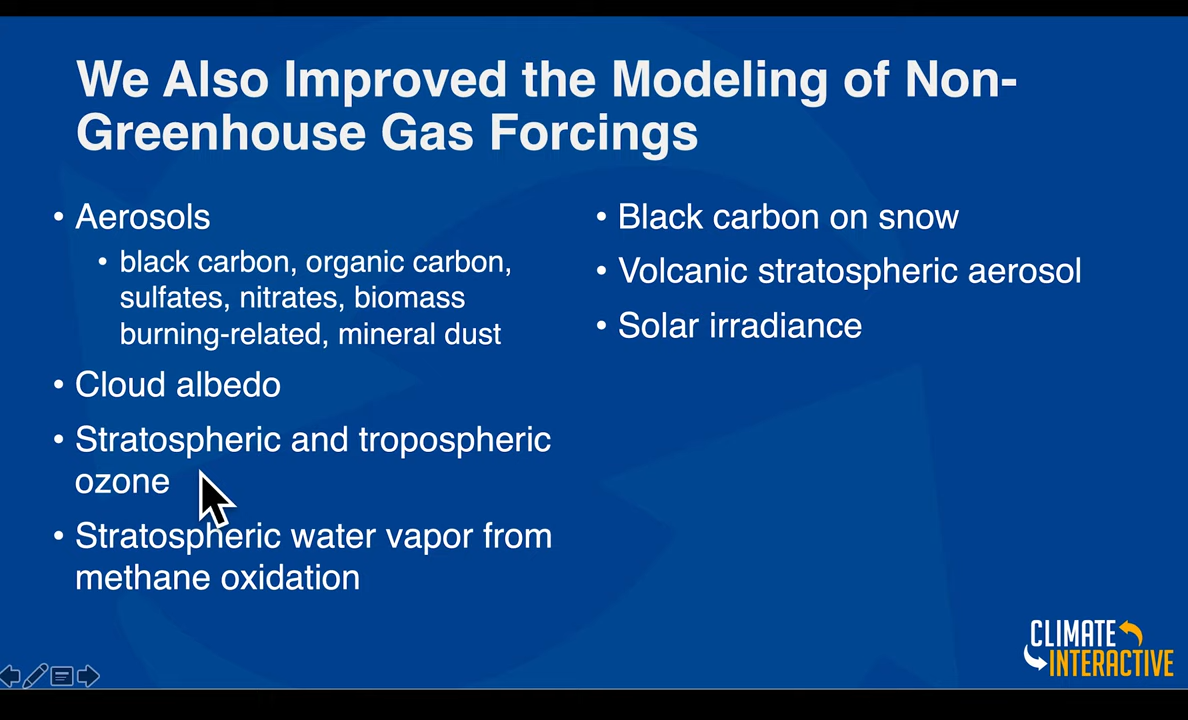 We Also Improved the Modeling of Non-
Greenhouse Gas Forcings
• Aerosols
• black carbon, organic carbon,
sulfates, nitrates, biomass
burning-related, mineral dust
• Cloud albedo
• Stratospheric and tropospheric
ozone
• Stratospheric water vapor from
methane oxidation
• Black carbon on snow
• Volcanic stratospheric aerosol
• Solar irradiance
CLIMATE
INTERACTIVE